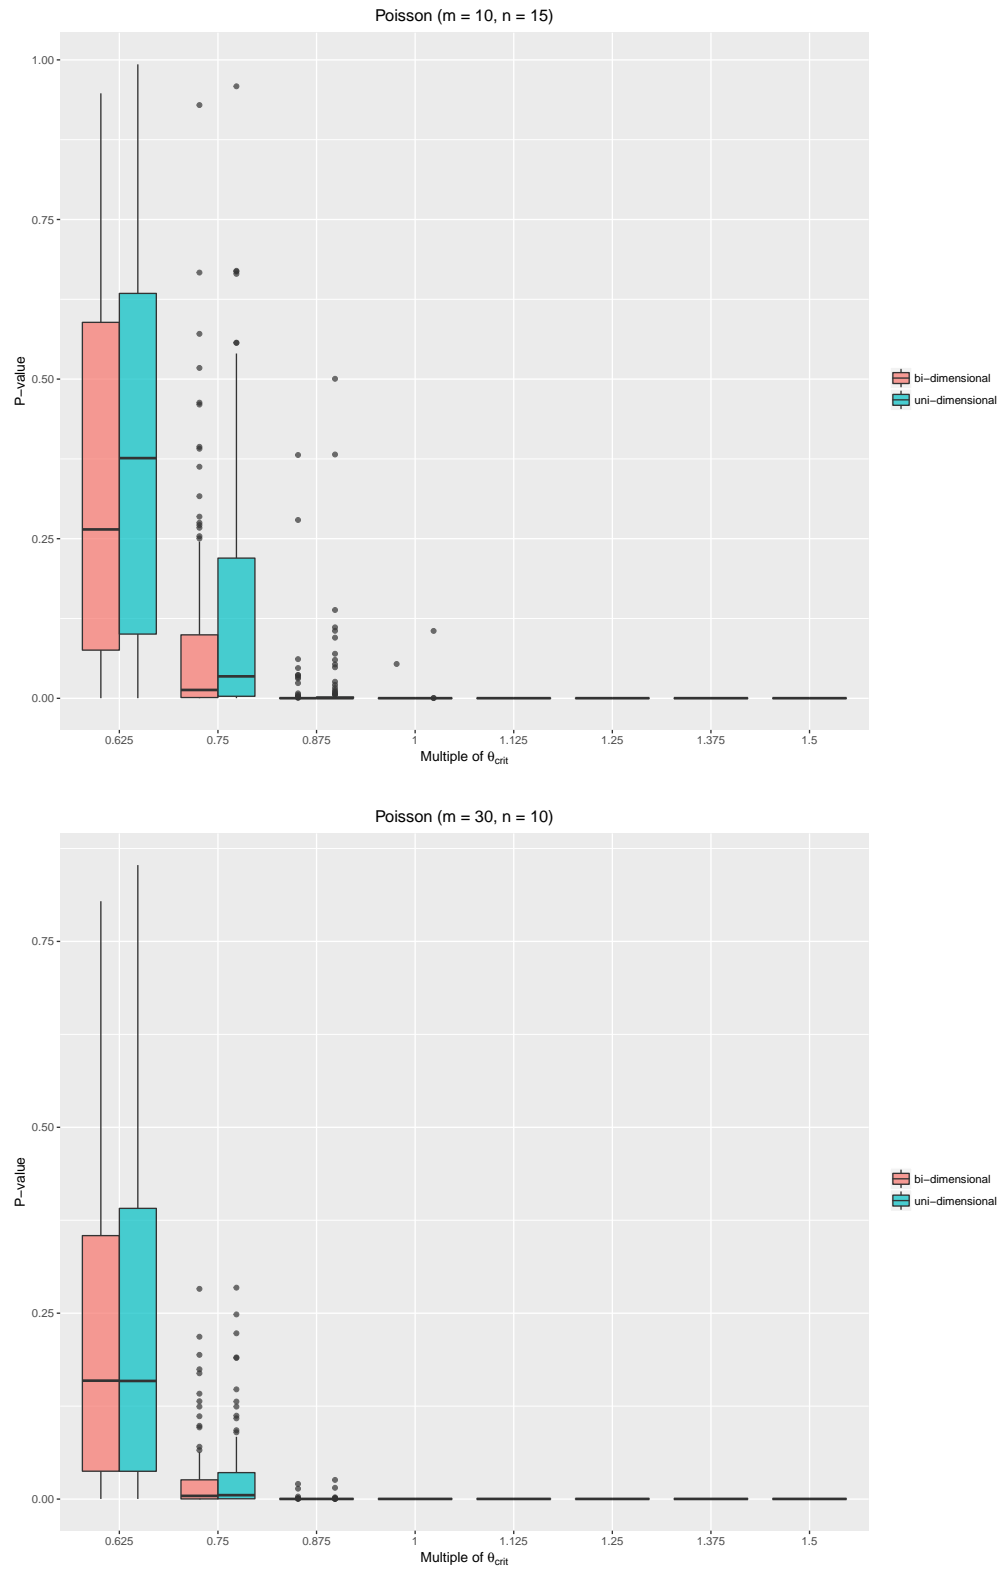 Poisson (m = 10, n = 15)
1.00
0.75
0.50
0.25
0.00
P−value
0.625 0.75 0.875 1 1.125 1.25 1.375 1.5
Multiple of θcrit
bi−dimensional
uni−dimensional
Poisson (m = 30, n = 10)
0.75
0.50
0.25
0.00
P−value
0.625 0.75 0.875 1 1.125 1.25 1.375 1.5
Multiple of θcrit
bi−dimensional
uni−dimensional